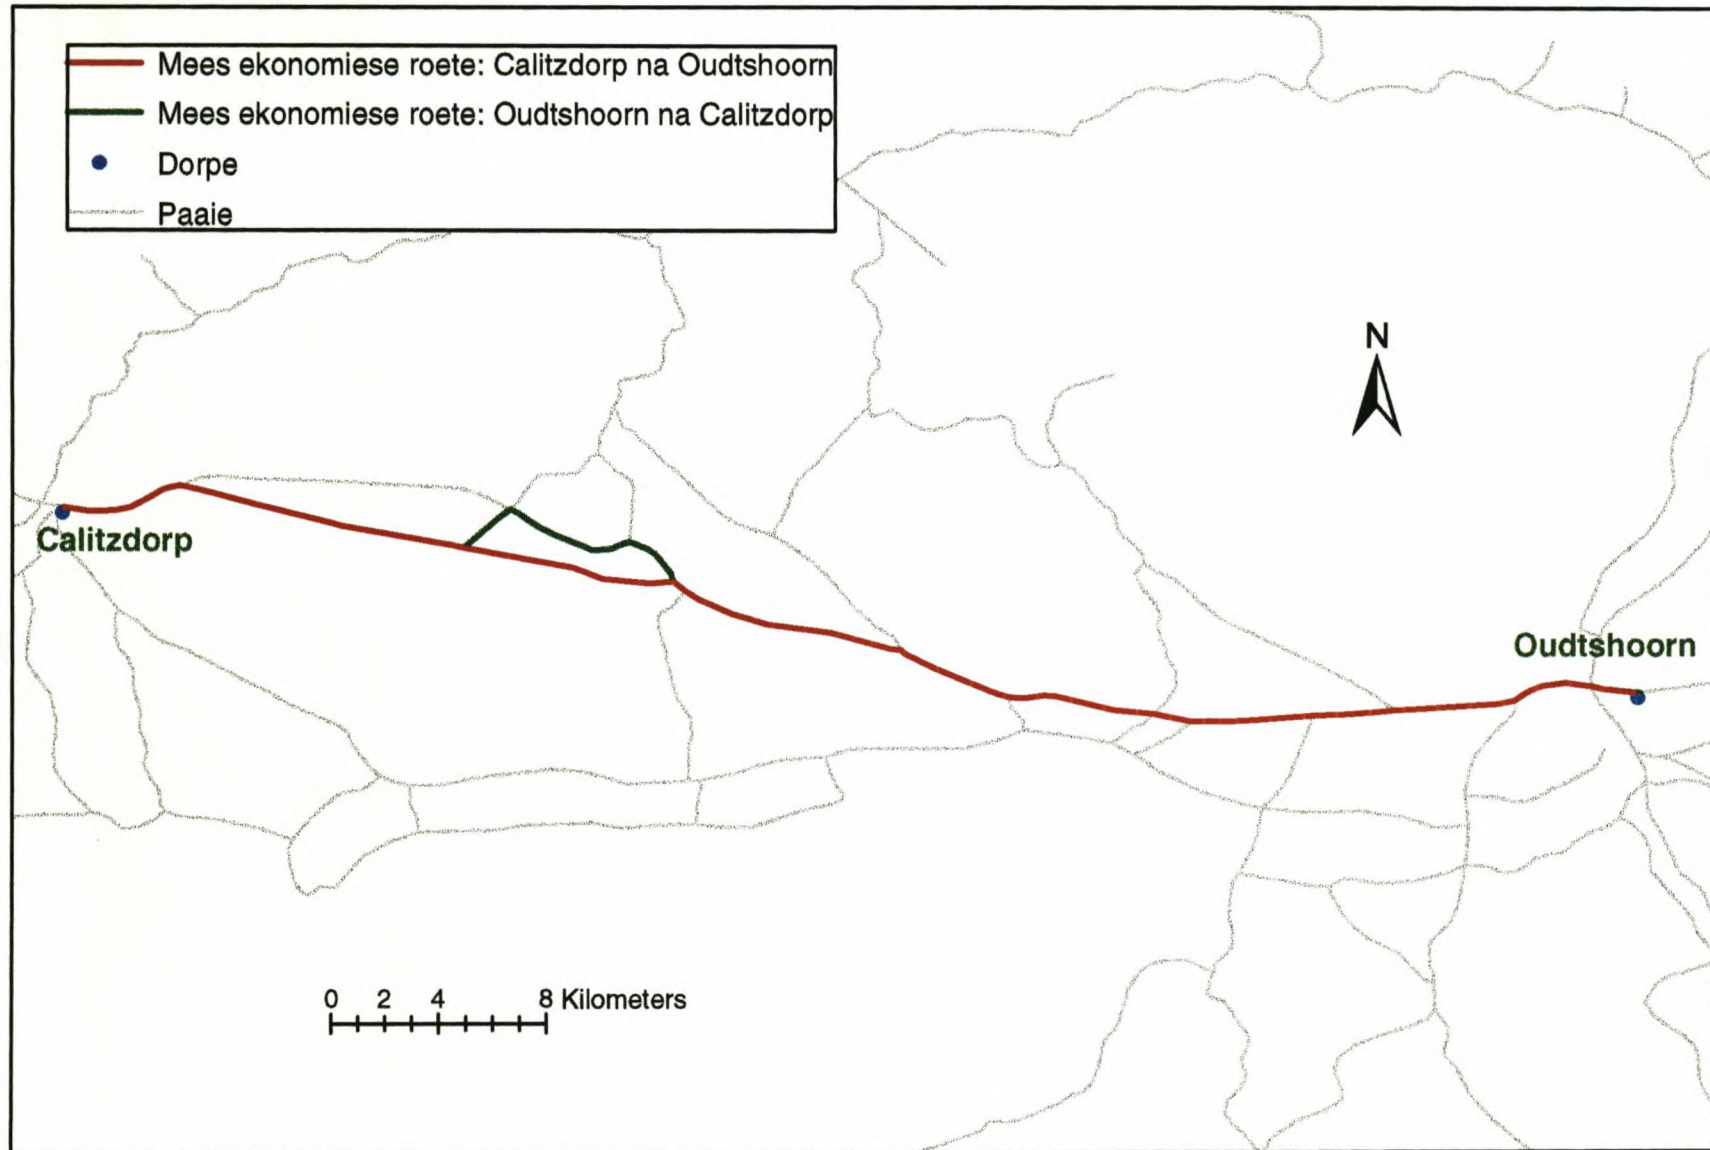 Mees ekonomiese roete: Calitzdorp na Oudtshoorn
Mees ekonomiese roete: Oudtshoorn na Calitzdorp
Dorpe
Paaie
N
Calitzdorp
Oudtshoorn
0 2 4 8 Kilometers